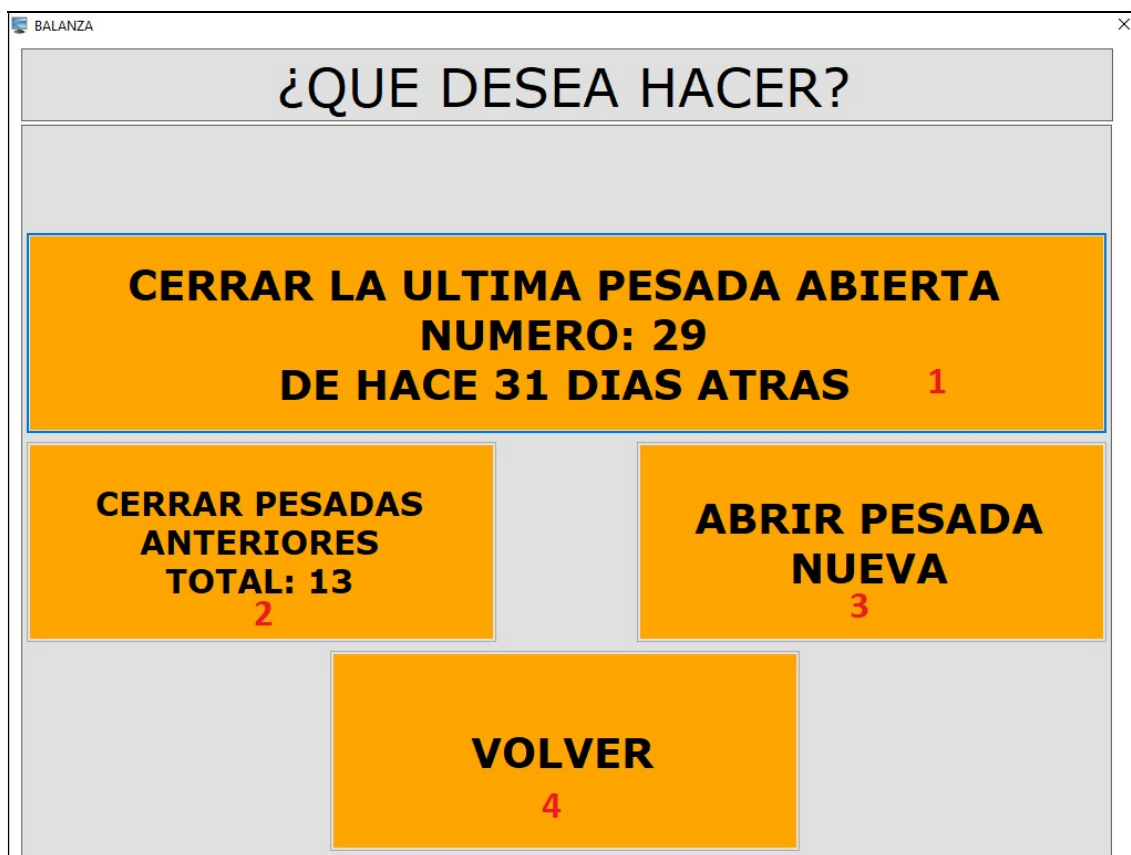 BALANZA
¿QUE DESEA HACER?
CERRAR LA ULTIMA PESADA ABIERTA
NUMERO: 29
DE HACE 31 DIAS ATRAS 1
CERRAR PESADAS
ANTERIORES
TOTAL: 13
2
ABRIR PESADA
NUEVA
3
VOLVER
4